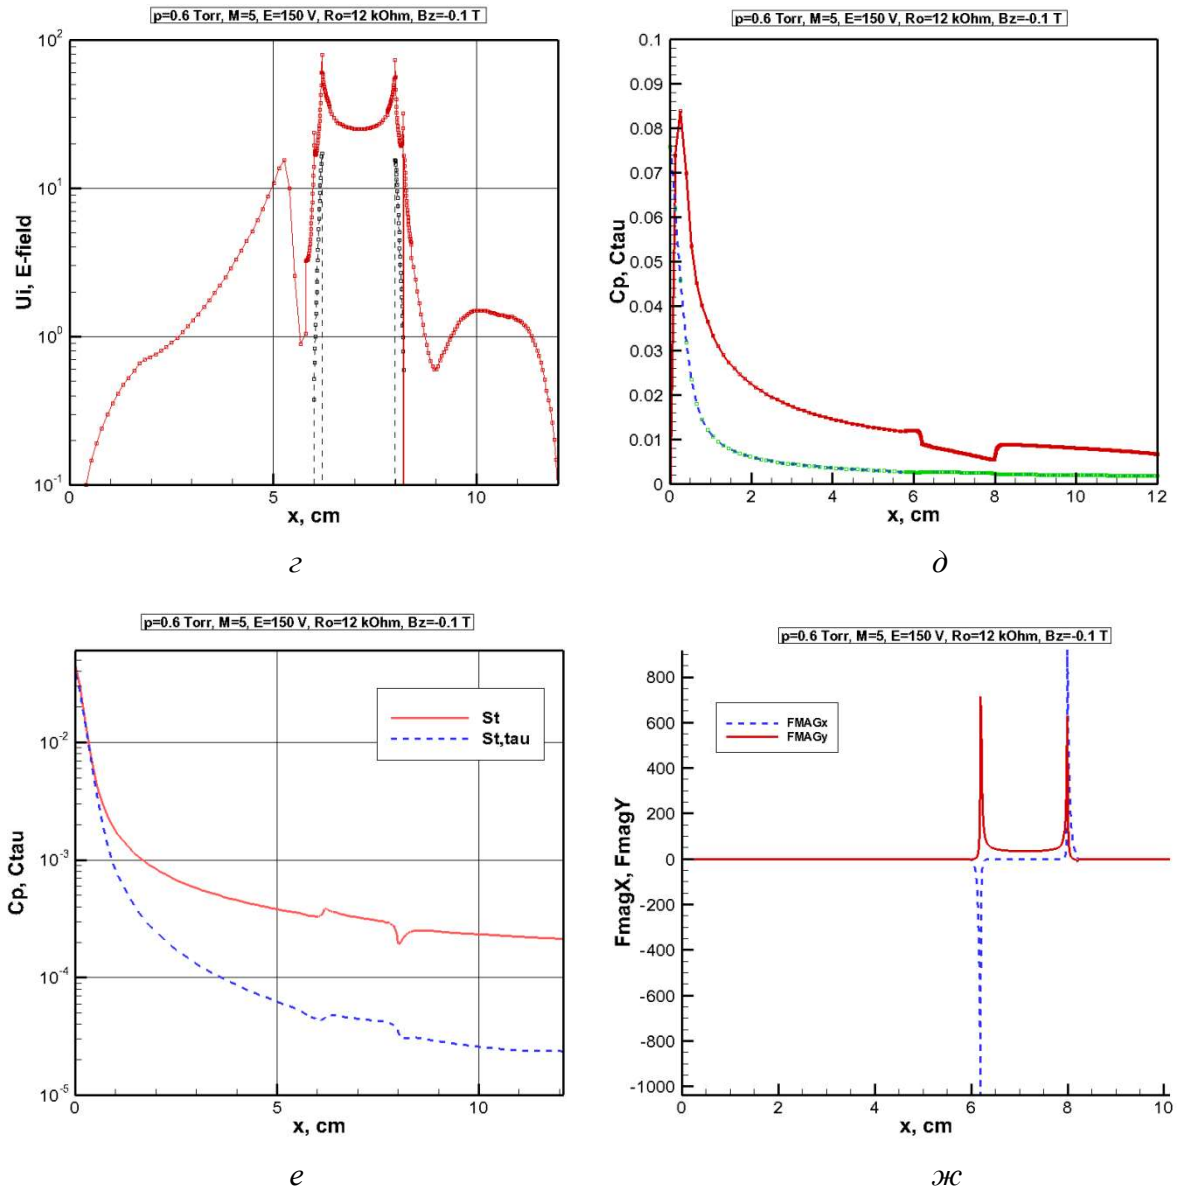 p=0.6 Torr, M=5, E=150 V, Ro=12 kOhm, Bz=-0.1 T
Ui, E-field
10²
10¹
10⁰
10⁻¹
0 5 10
x, cm
г
p=0.6 Torr, M=5, E=150 V, Ro=12 kOhm, Bz=-0.1 T
Cp, Ctau
0.1
0.09
0.08
0.07
0.06
0.05
0.04
0.03
0.02
0.01
0
0 2 4 6 8 10 12
x, cm
д
p=0.6 Torr, M=5, E=150 V, Ro=12 kOhm, Bz=-0.1 T
Cp, Ctau
10⁻²
10⁻³
10⁻⁴
10⁻⁵
St
St,tau
0 5 10
x, cm
е
p=0.6 Torr, M=5, E=150 V, Ro=12 kOhm, Bz=-0.1 T
FmagX, FmagY
800
600
400
200
0
-200
-400
-600
-800
-1000
FMAGx
FMAGy
0 2 4 6 8 10
x, cm
ж